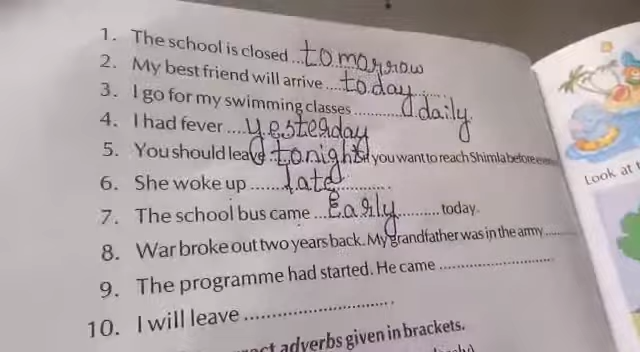 1. The school is closed ...tomarrow
2. My best friend will arrive .....today......
3. I go for my swimming classes ............daily.
4. I had fever ....yesterday
5. You should leave .tonight if you want to reach Shimla before
6. She woke up .......late............
7. The school bus came ...Early......... today.
8. War broke out two years back. My grandfather was in the army..........
9. The programme had started. He came ..........................
10. I will leave ...............................
adverbs given in brackets.
Look at